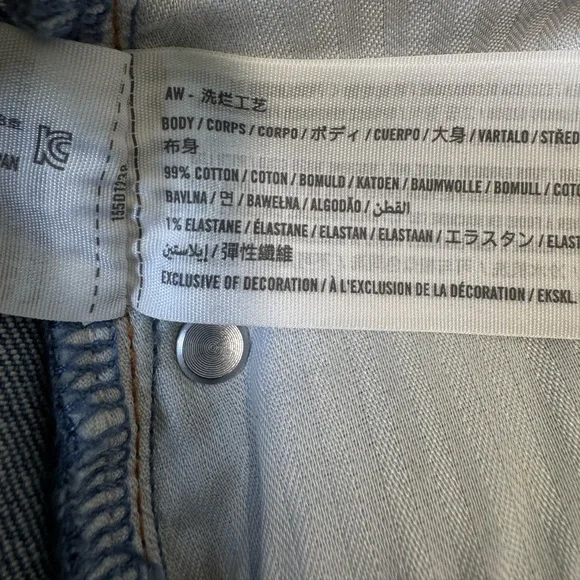 AW - 洗烂工艺
BODY / CORPS / CORPO / ボディ / CUERPO / 大身 / VARTALO / STŘED
布身
99% COTTON / COTON / BOMULD / KATOEN / BAUMWOLLE / BOMULL / COTO
BAVLNA / 면 / BAWEŁNA / ALGODÃO / القطن
1% ELASTANE / ÉLASTANE / ELASTAN / ELASTAAN / エラスタン / ELAST
إيلاستين / 彈性纖維
EXCLUSIVE OF DECORATION / À L'EXCLUSION DE LA DÉCORATION / EKSKL.
PAN